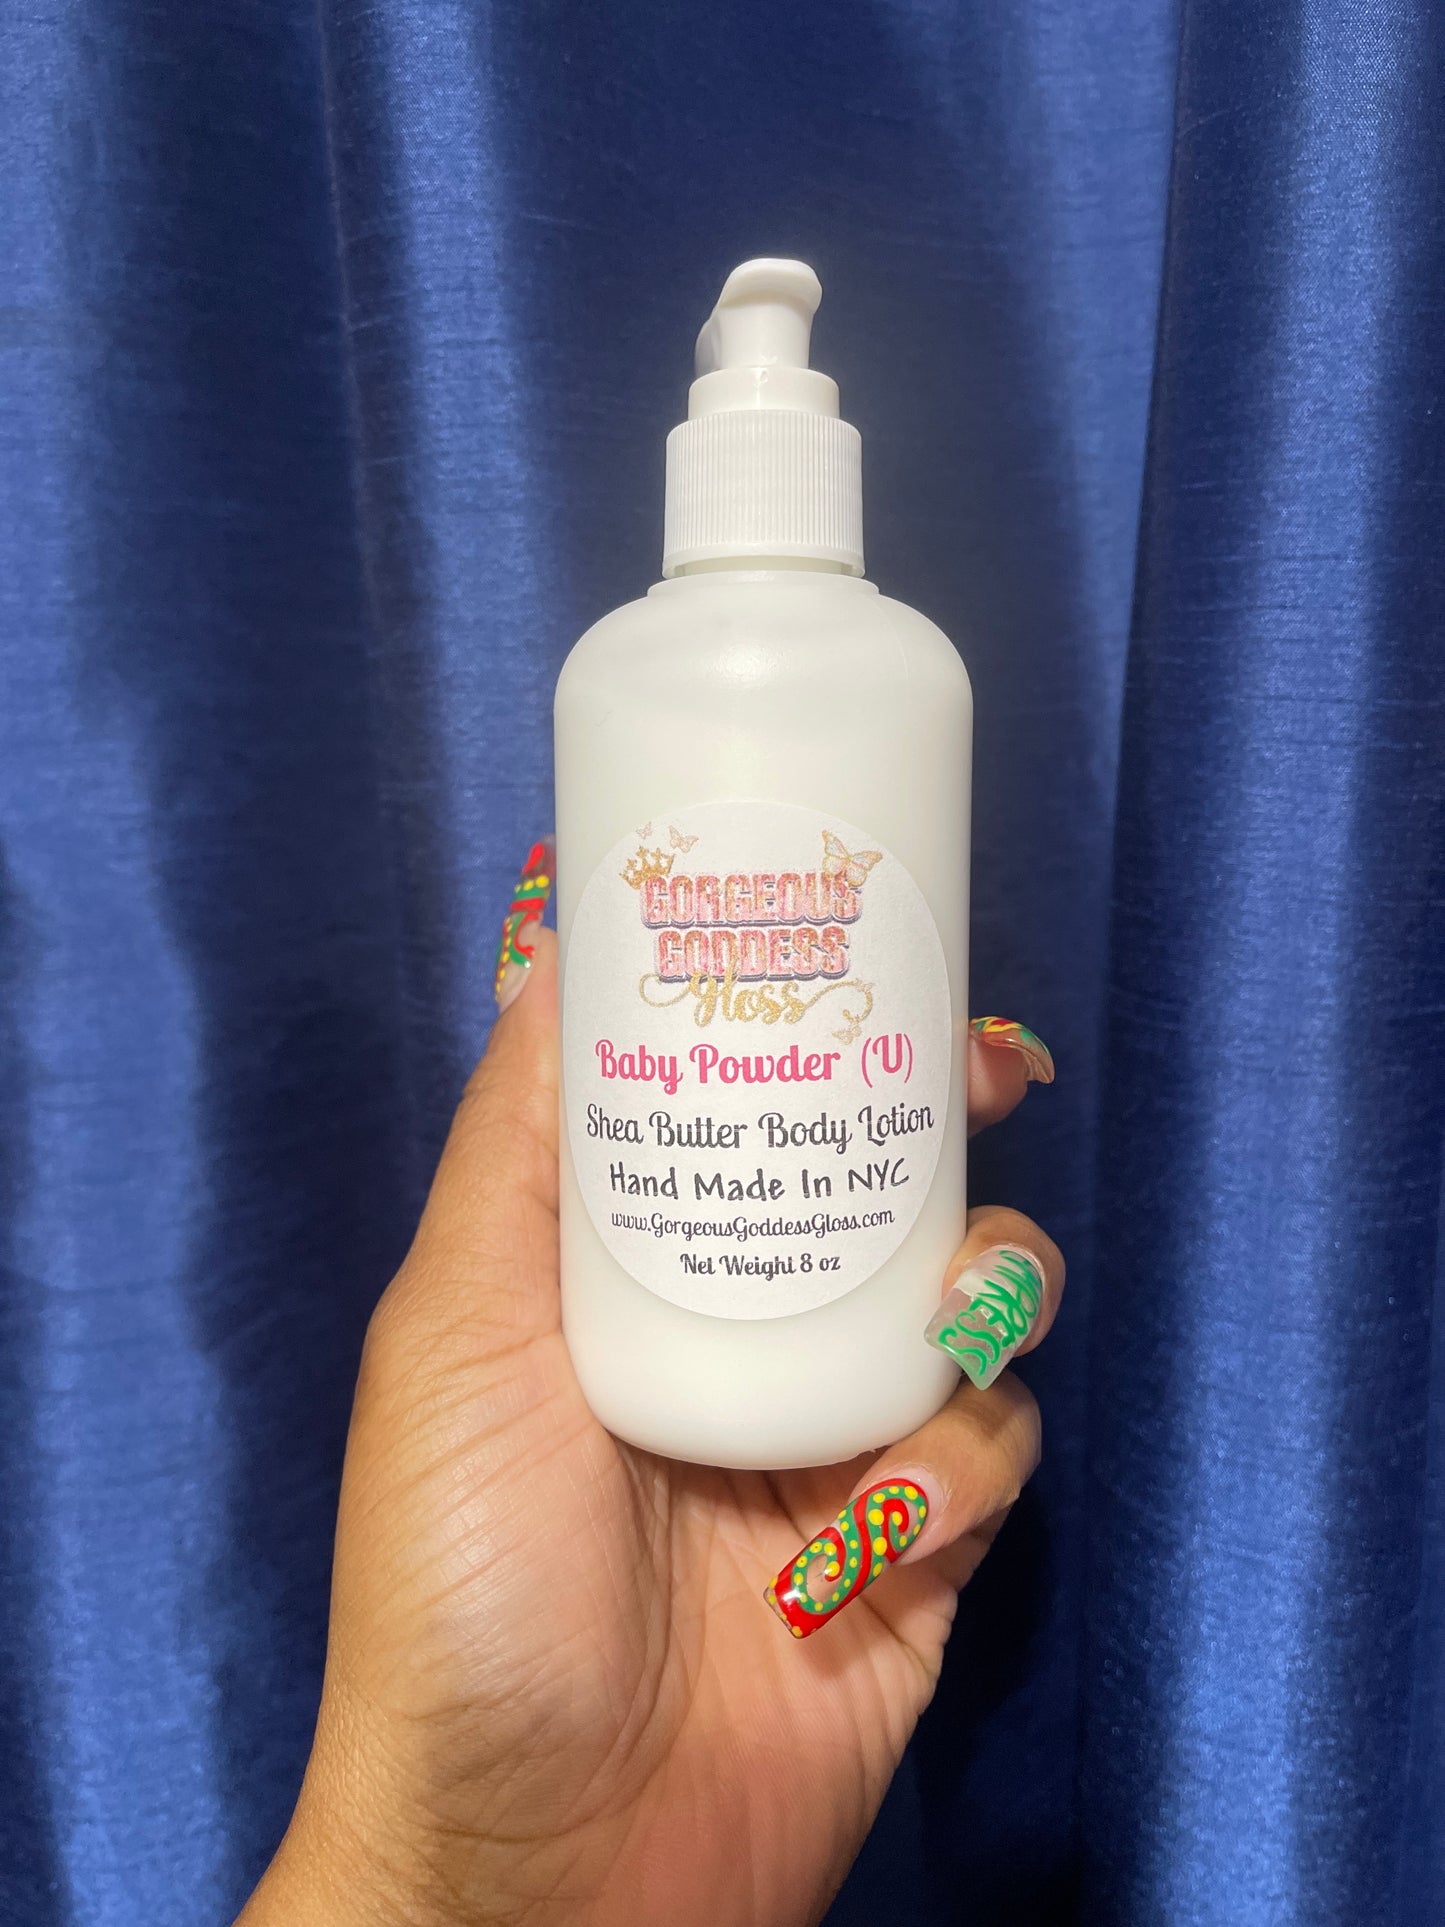 GORGEOUS
GODDESS
Gloss
Baby Powder (U)
Shea Butter Body Lotion
Hand Made In NYC
www.GorgeousGoddessGloss.com
Net Weight 8 oz